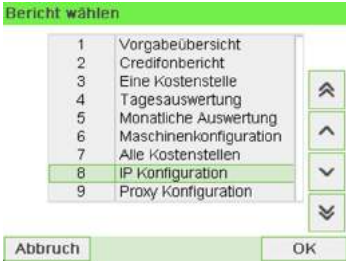 Bericht wählen
1 Vorgabeübersicht
2 Credifonbericht
3 Eine Kostenstelle
4 Tagesauswertung
5 Monatliche Auswertung
6 Maschinenkonfiguration
7 Alle Kostenstellen
8 IP Konfiguration
9 Proxy Konfiguration
Abbruch OK